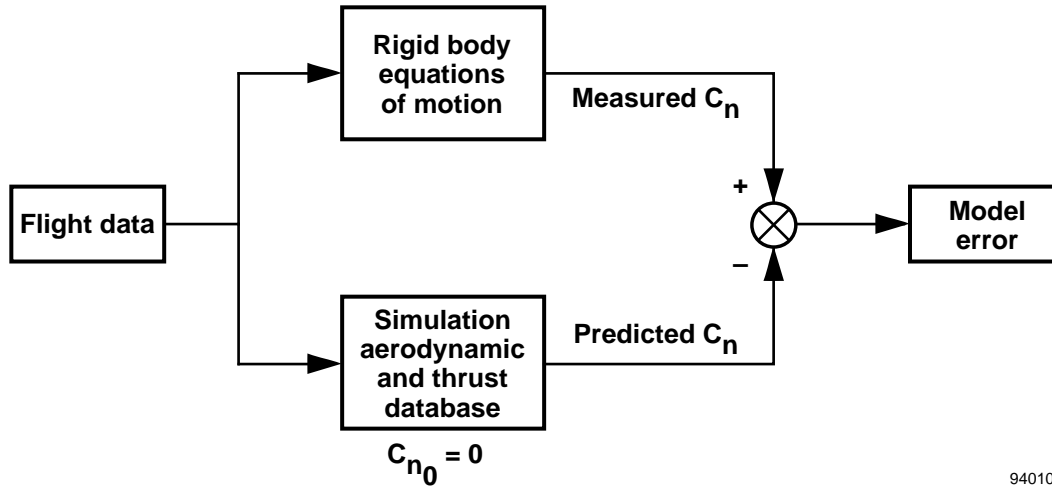 Rigid body
equations
of motion
Measured Cn
+
Flight data
Model
error
–
Simulation
aerodynamic
and thrust
database
Predicted Cn
Cn0 = 0
94010